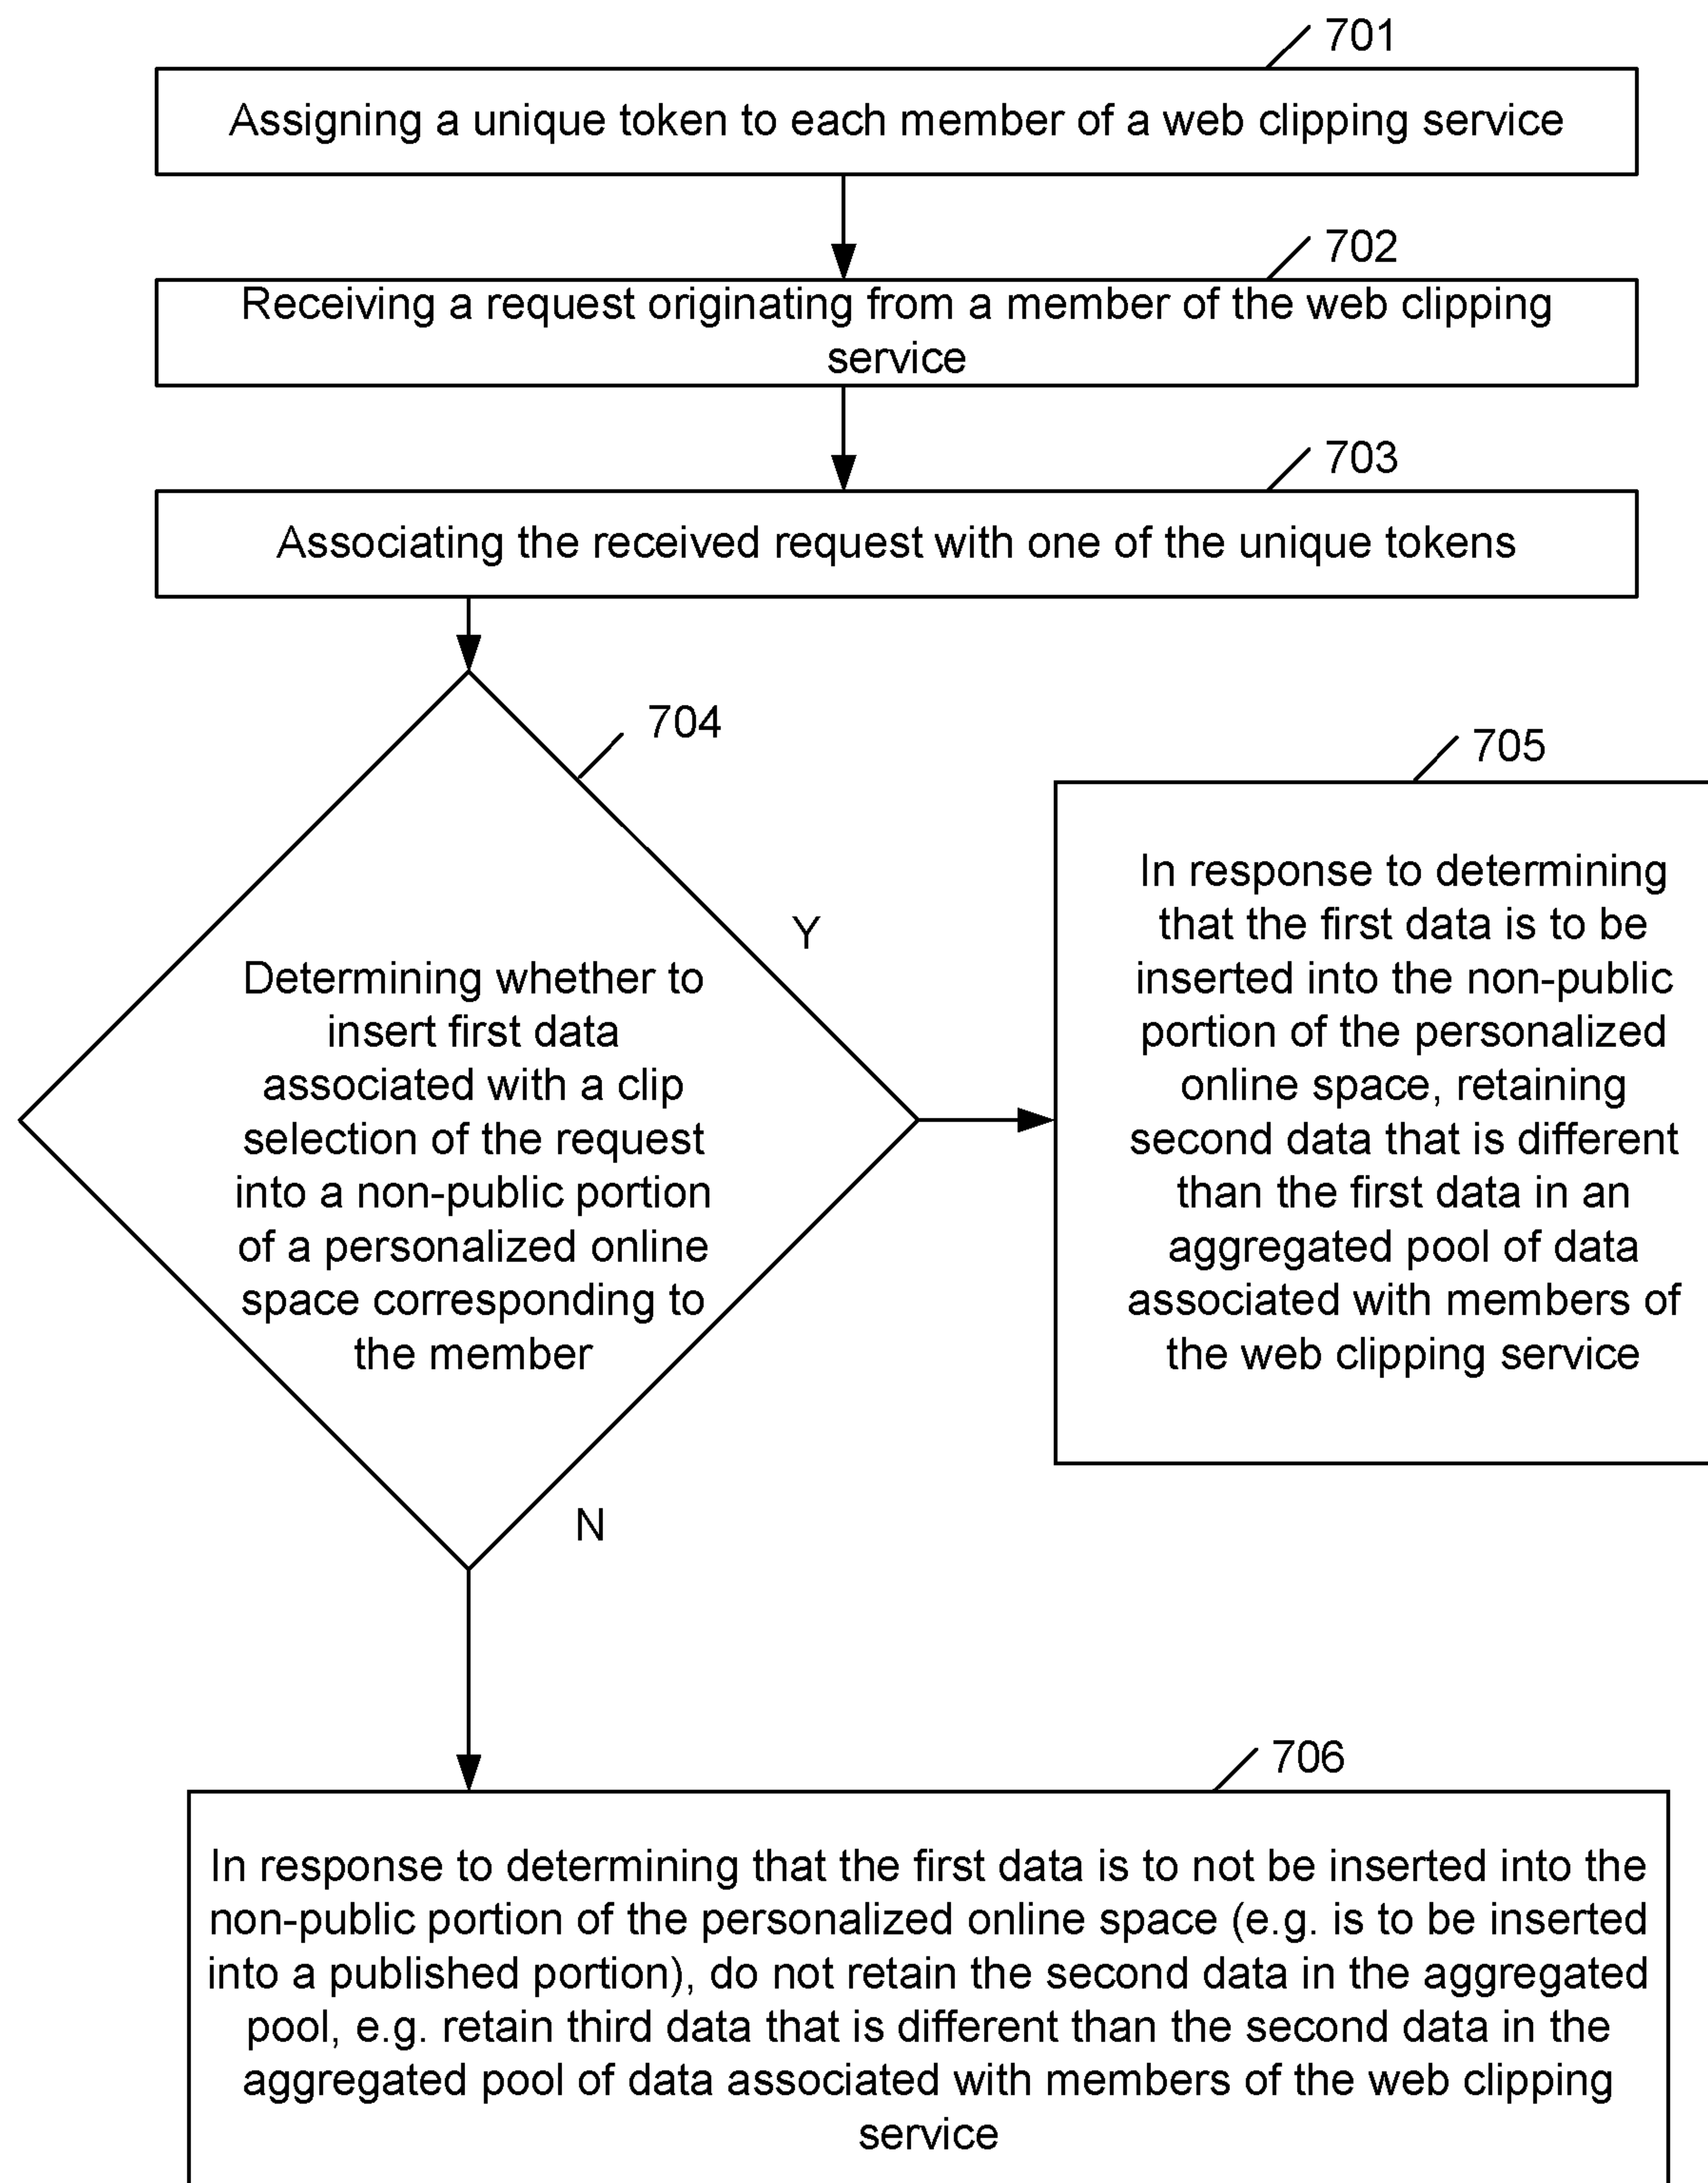 701
Assigning a unique token to each member of a web clipping service
702
Receiving a request originating from a member of the web clipping
service
703
Associating the received request with one of the unique tokens
704
Determining whether to
insert first data
associated with a clip
selection of the request
into a non-public portion
of a personalized online
space corresponding to
the member
Y
N
705
In response to determining
that the first data is to be
inserted into the non-public
portion of the personalized
online space, retaining
second data that is different
than the first data in an
aggregated pool of data
associated with members of
the web clipping service
706
In response to determining that the first data is to not be inserted into the
non-public portion of the personalized online space (e.g. is to be inserted
into a published portion), do not retain the second data in the aggregated
pool, e.g. retain third data that is different than the second data in the
aggregated pool of data associated with members of the web clipping
service